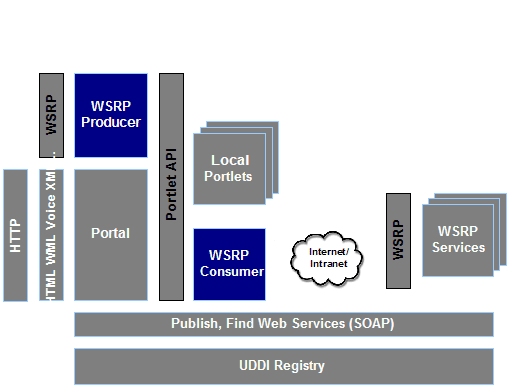 WSRP
WSRP
Producer
Portlet API
Local
Portlets
HTTP
HTML WML Voice XM...
Portal
WSRP
Consumer
Internet/
Intranet
WSRP
WSRP
Services
Publish, Find Web Services (SOAP)
UDDI Registry